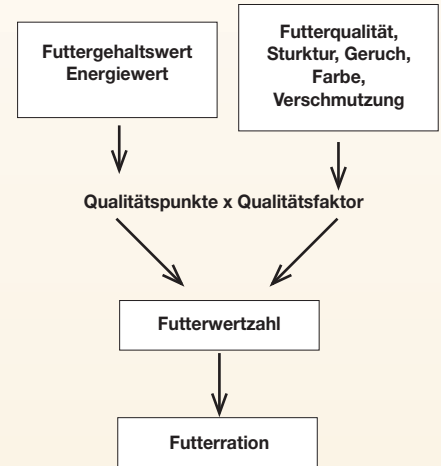 Futtergehaltswert
Energiewert
Futterqualität,
Sturktur, Geruch,
Farbe,
Verschmutzung
Qualitätspunkte x Qualitätsfaktor
Futterwertzahl
Futterration